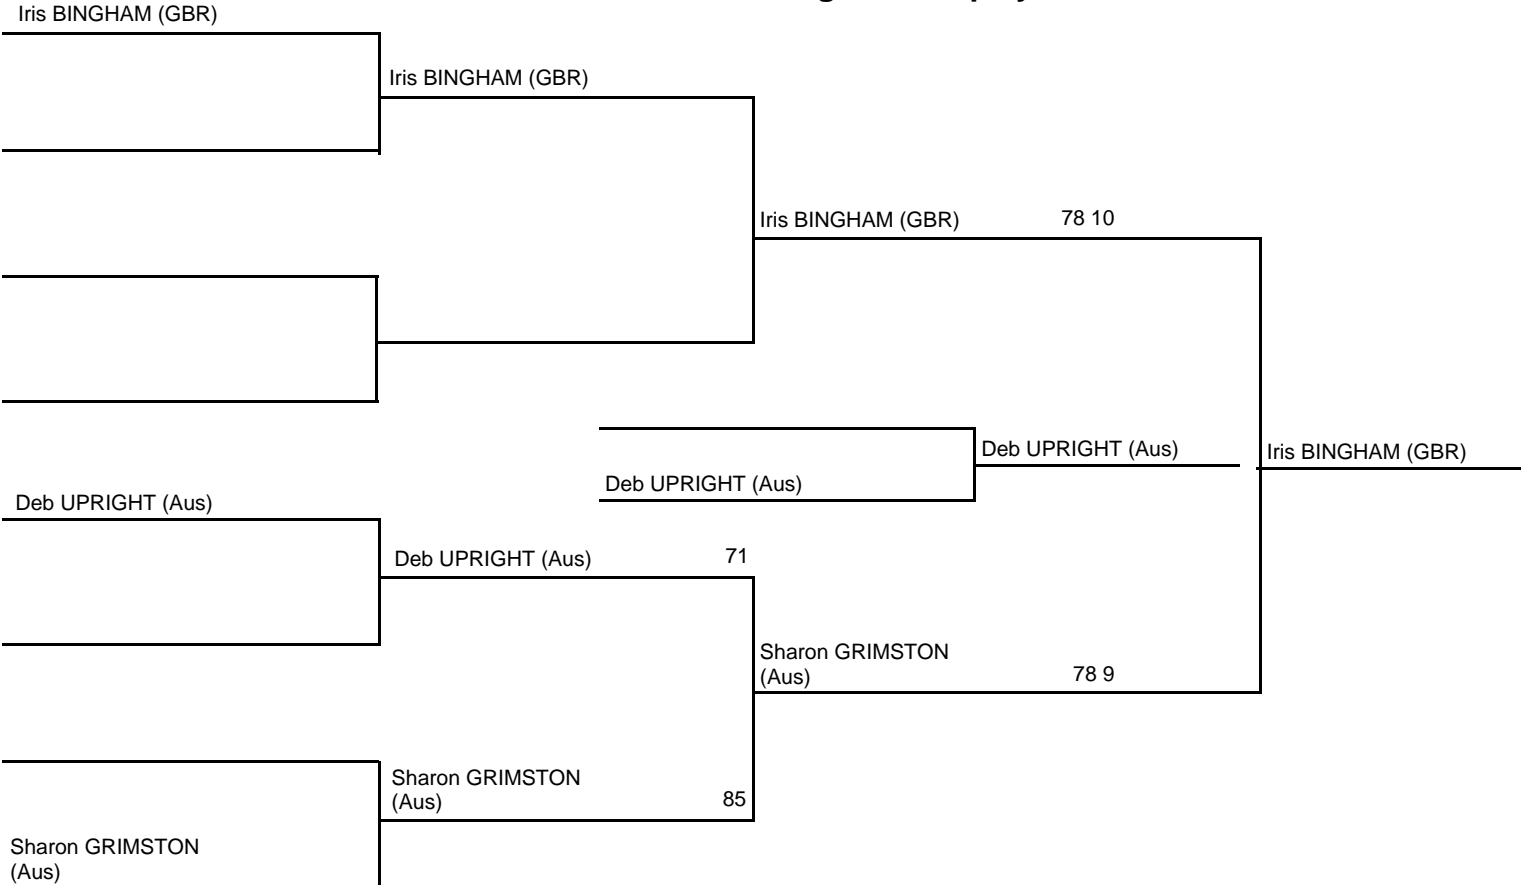 Iris BINGHAM (GBR)
Iris BINGHAM (GBR)
Iris BINGHAM (GBR) 78 10
Deb UPRIGHT (Aus)
Iris BINGHAM (GBR)
Deb UPRIGHT (Aus)
Deb UPRIGHT (Aus)
Deb UPRIGHT (Aus) 71
Sharon GRIMSTON
(Aus) 78 9
Sharon GRIMSTON
(Aus) 85
Sharon GRIMSTON
(Aus)